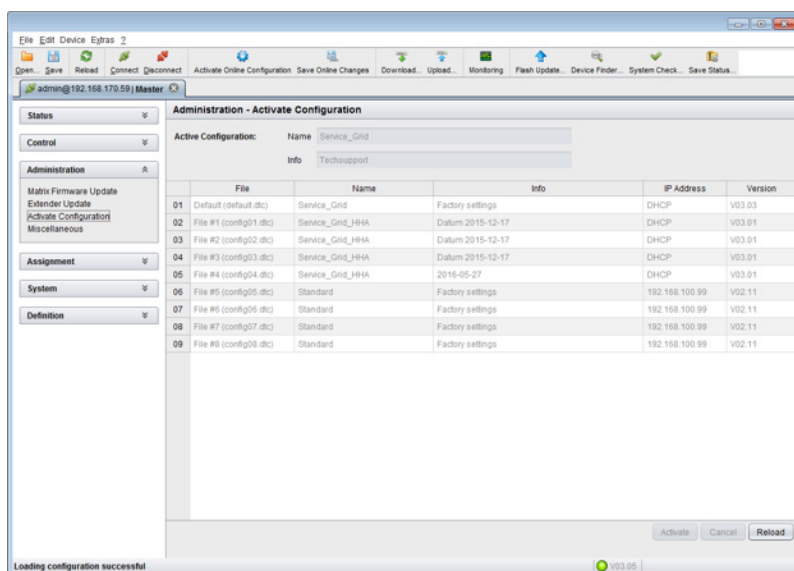 File Edit Device Extras ?
Open... Save Reload Connect Disconnect Activate Online Configuration Save Online Changes Download... Upload... Monitoring Flash Update... Device Finder... System Check... Save Status...
admin@192.168.170.59 | Master
Status
Control
Administration
Matrix Firmware Update
Extender Update
Activate Configuration
Miscellaneous
Assignment
System
Definition
Administration - Activate Configuration
Active Configuration: Name Service_Grid
Info Techsupport
File Name Info IP Address Version
01 Default (default.dtc) Service_Grid Factory settings DHCP V03.03
02 File #1 (config01.dtc) Service_Grid_HHA Datum 2015-12-17 DHCP V03.01
03 File #2 (config02.dtc) Service_Grid_HHA Datum 2015-12-17 DHCP V03.01
04 File #3 (config03.dtc) Service_Grid_HHA Datum 2015-12-17 DHCP V03.01
05 File #4 (config04.dtc) Service_Grid_HHA 2016-05-27 DHCP V03.01
06 File #5 (config05.dtc) Standard Factory settings 192.168.100.99 V02.11
07 File #6 (config06.dtc) Standard Factory settings 192.168.100.99 V02.11
08 File #7 (config07.dtc) Standard Factory settings 192.168.100.99 V02.11
09 File #8 (config08.dtc) Standard Factory settings 192.168.100.99 V02.11
Activate Cancel Reload
Loading configuration successful V03.05